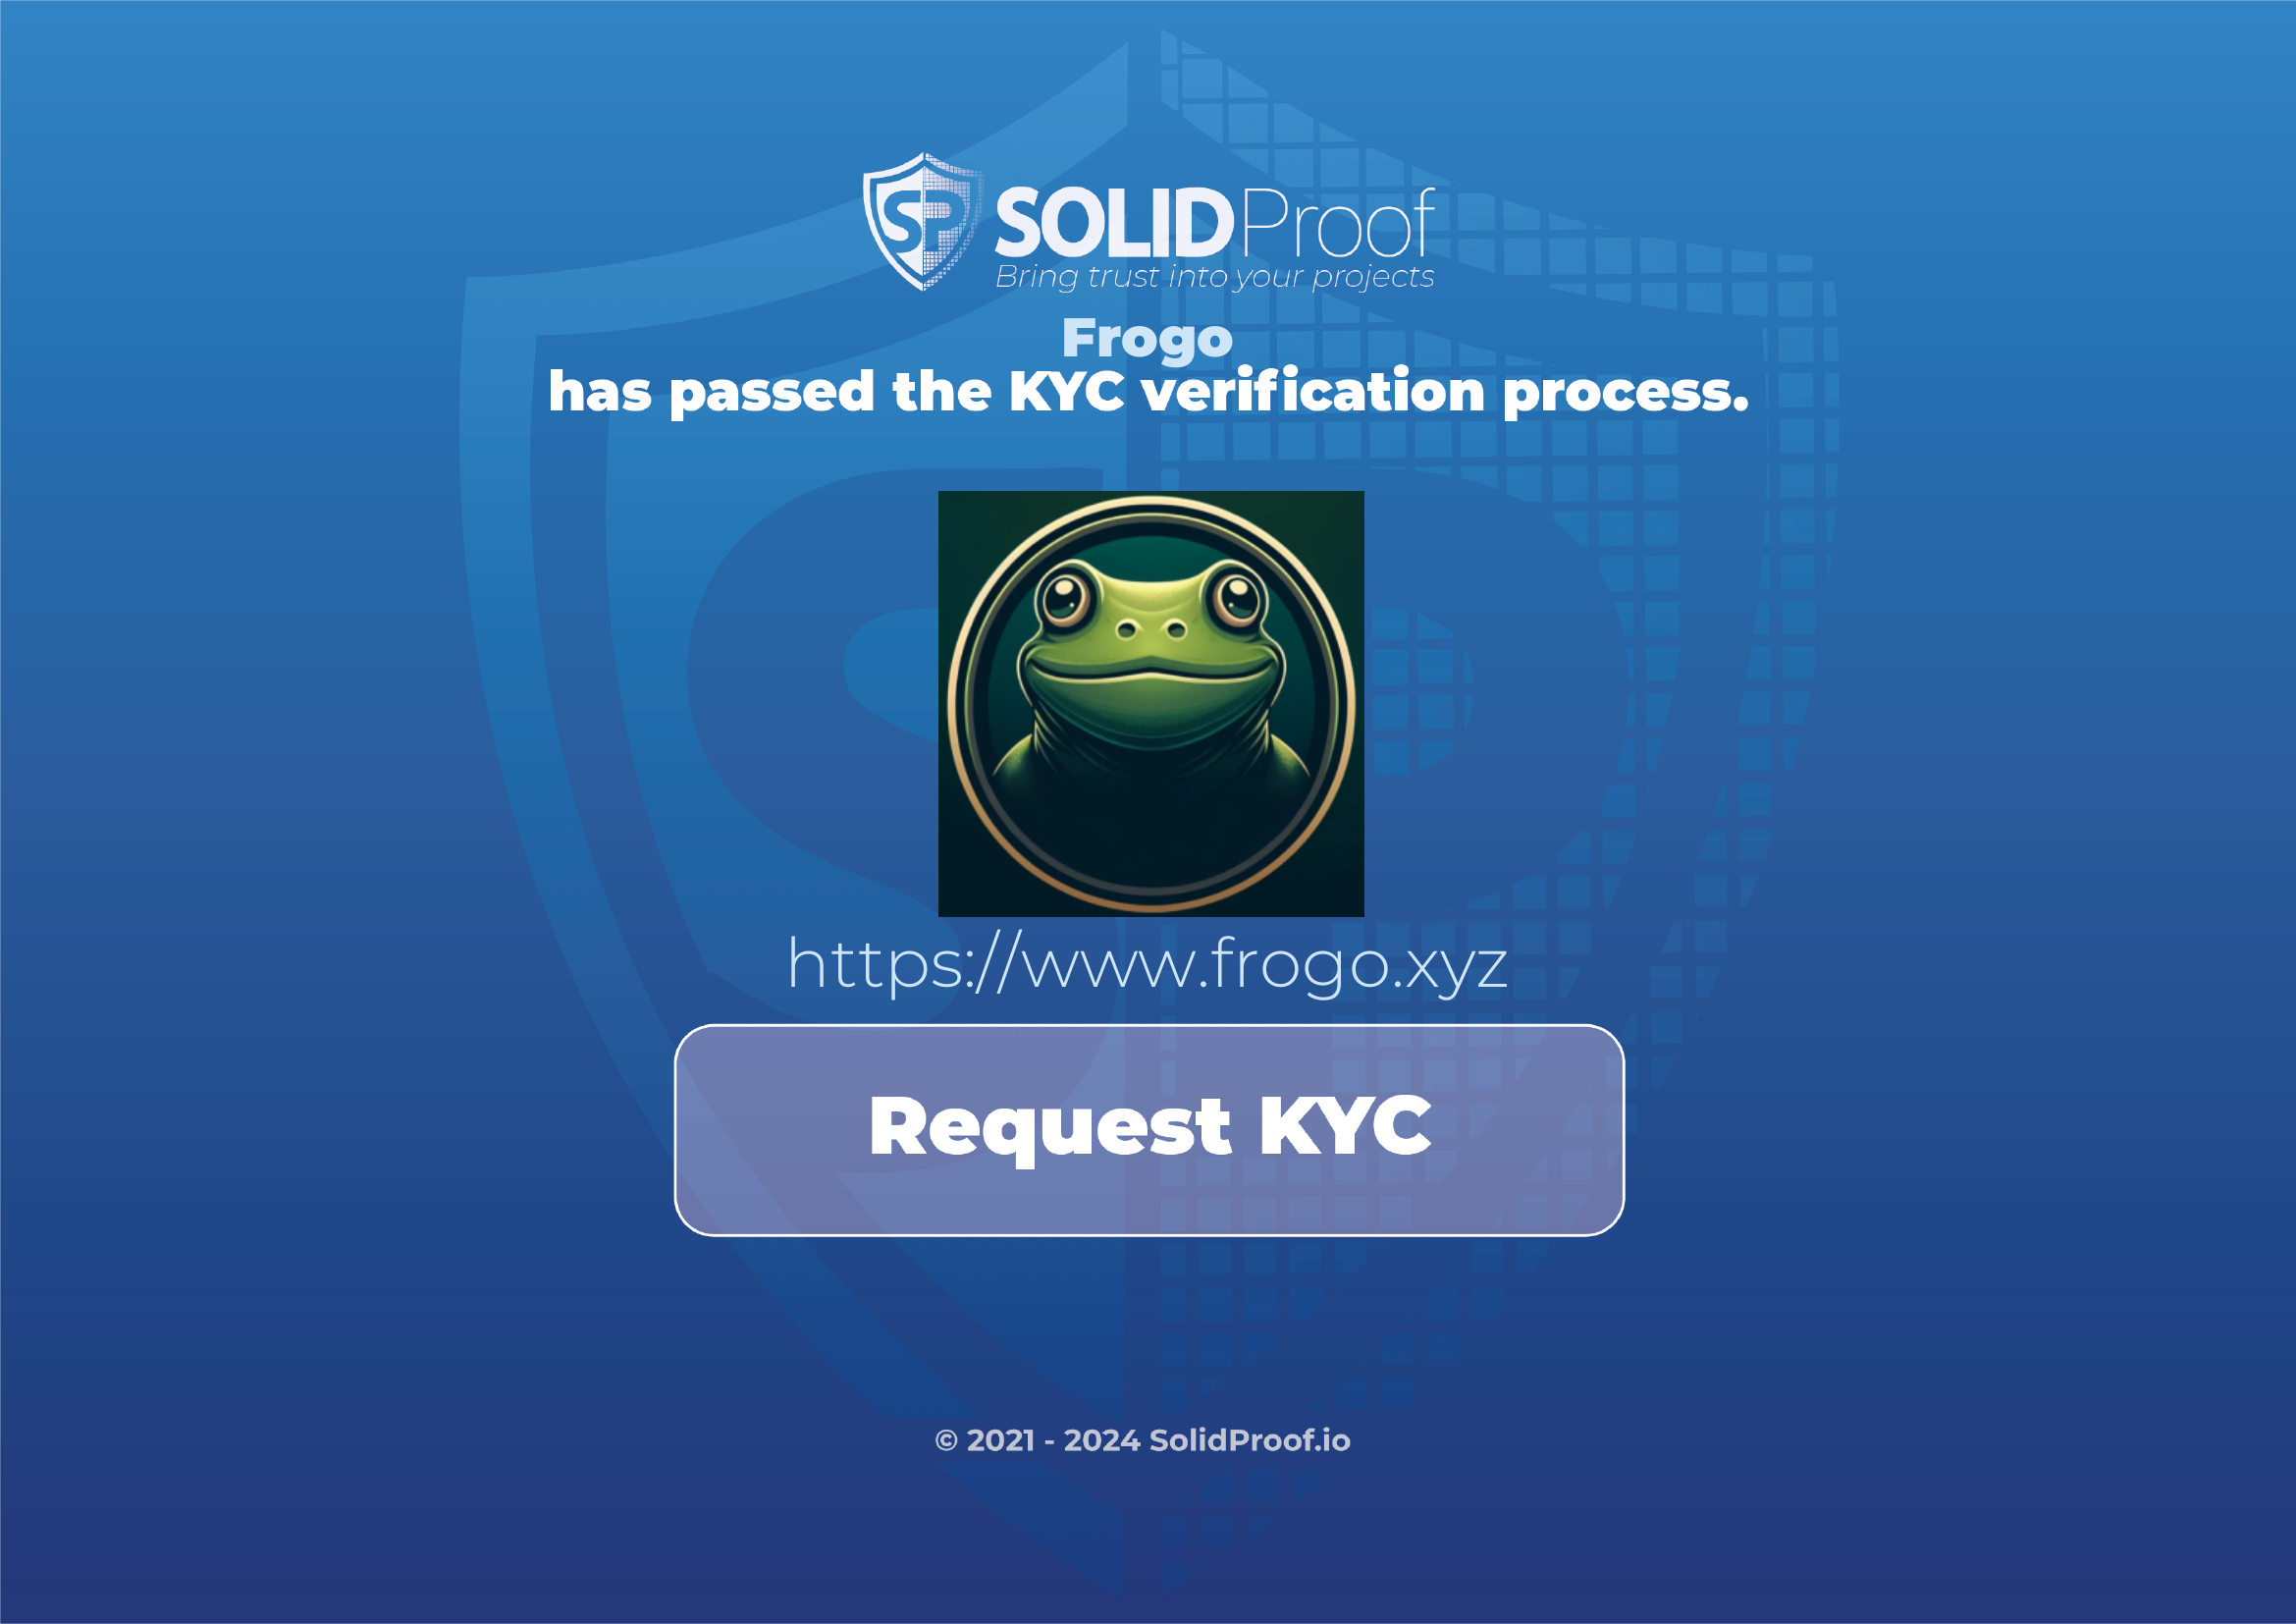 SP SOLIDProof
Bring trust into your projects
Frogo
has passed the KYC verification process.
https://www.frogo.xyz
Request KYC
© 2021 - 2024 SolidProof.io